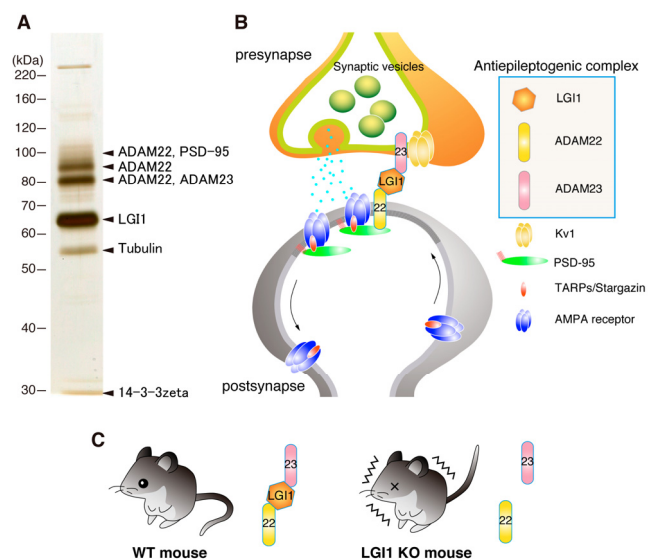 A
(kDa)
220
160
120
100
80
70
60
50
40
30
ADAM22, PSD-95
ADAM22
ADAM22, ADAM23
LGI1
Tubulin
14-3-3zeta
B
presynapse
Synaptic vesicles
23
LGI1
22
postsynapse
Antiepileptogenic complex
LGI1
22
ADAM22
23
ADAM23
Kv1
PSD-95
TARPs/Stargazin
AMPA receptor
C
23
LGI1
22
WT mouse
23
22
LGI1 KO mouse